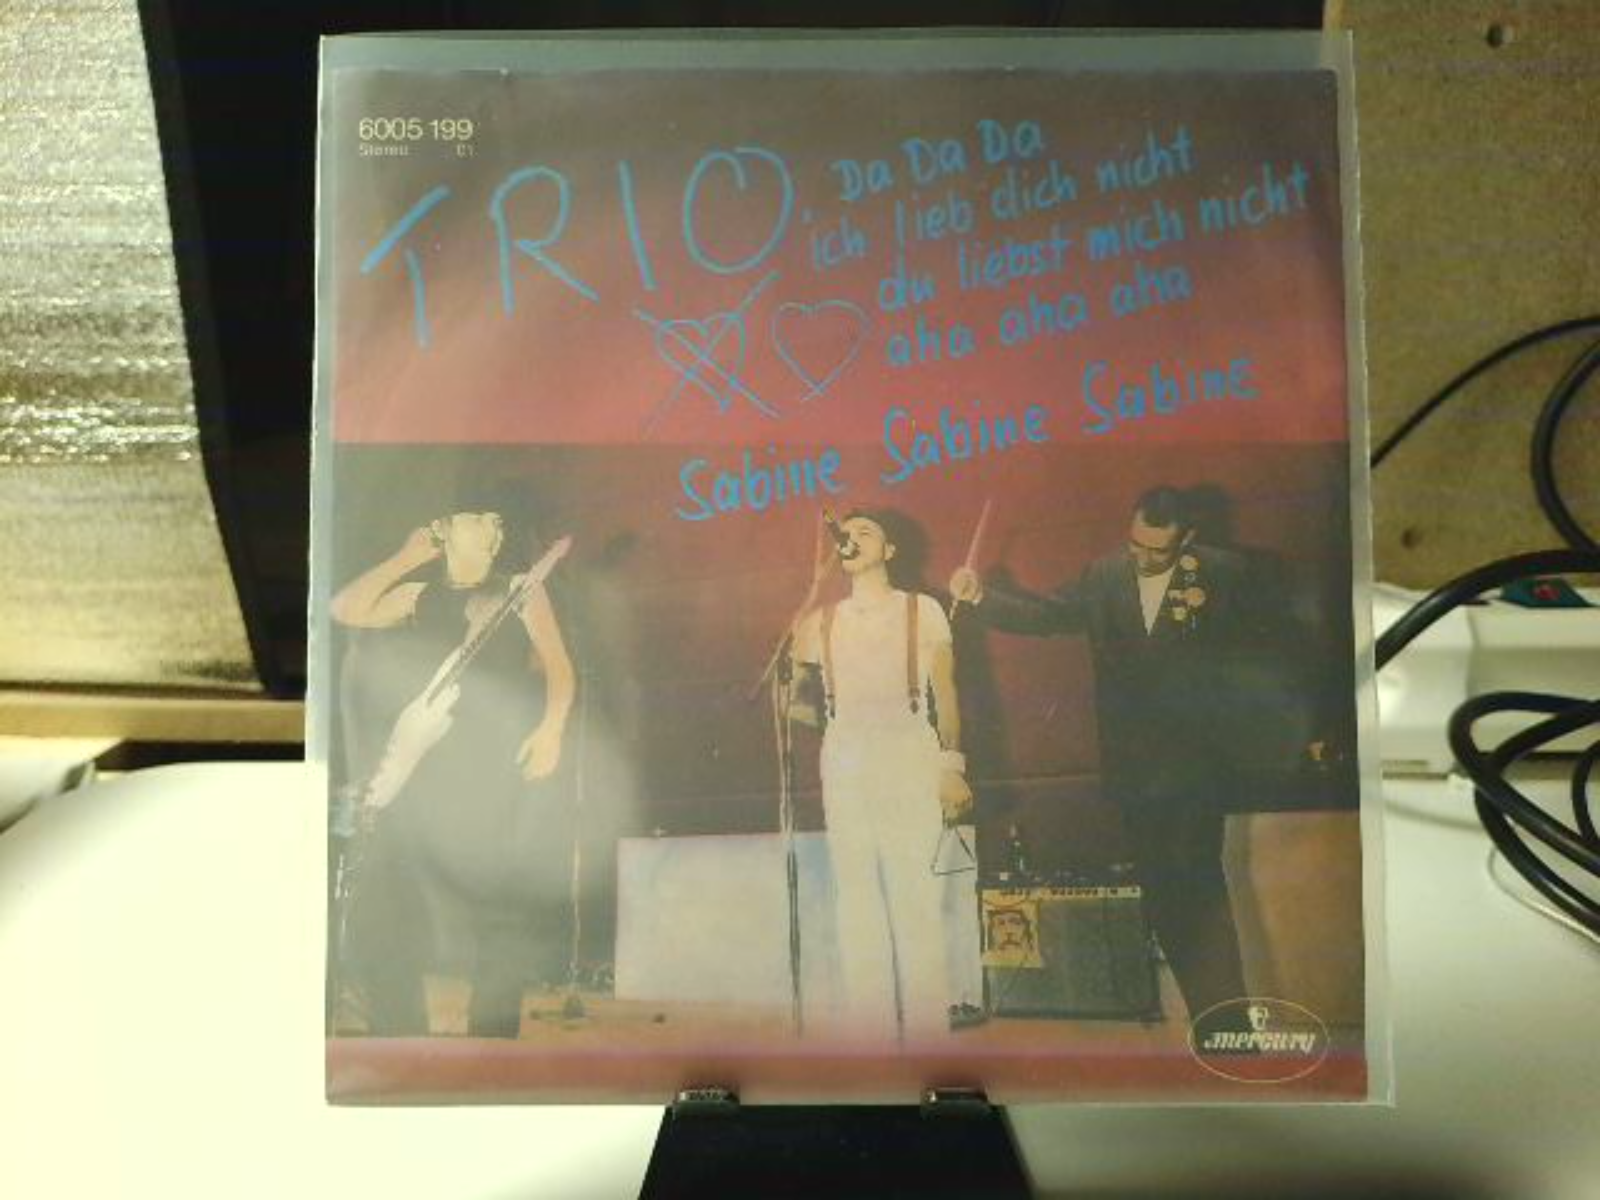 6005 199
Stereo
TRIO
Da Da Da
ich lieb dich nicht
du liebst mich nicht
aha aha aha
Sabine Sabine Sabine
mercury